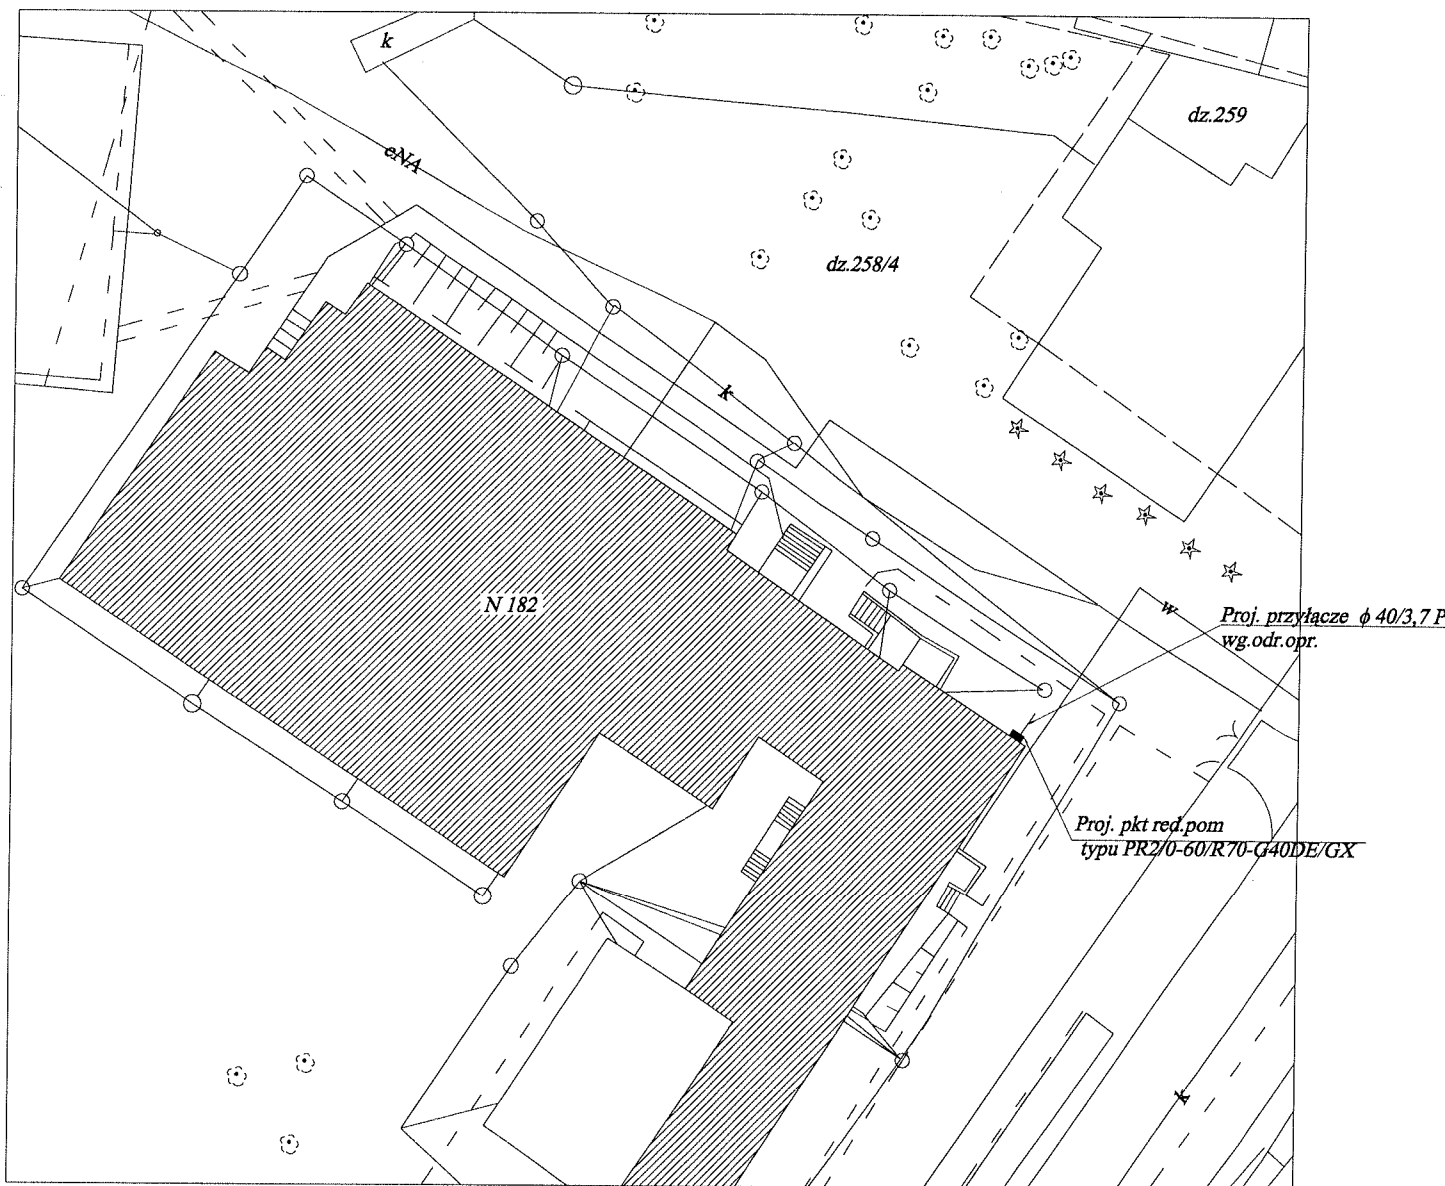 k
dz.259
eNA
dz.258/4
k
N 182
w
Proj. przyłącze ϕ 40/3,7 P
wg.odr.opr.
Proj. pkt red.pom
typu PR2/0-60/R70-G40DE/GX
k